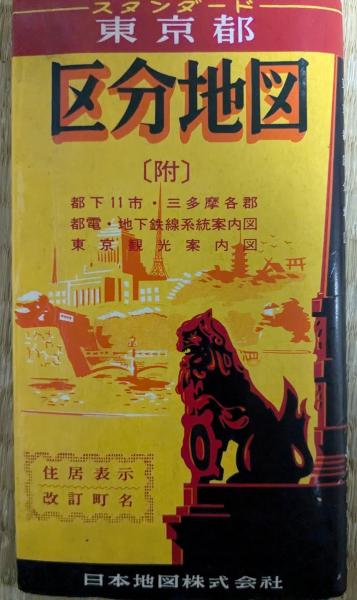 スタンダード
東京都
区分地図
〔附〕
都下11市・三多摩各郡
都電・地下鉄線系統案内図
東京観光案内図
住居表示
改訂町名
日本地図株式会社